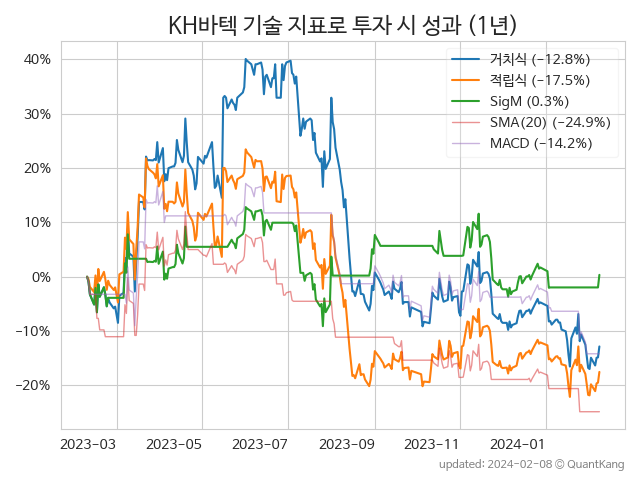 KH바텍 기술 지표로 투자 시 성과 (1년)
거치식 (−12.8%)
적립식 (−17.5%)
SigM (0.3%)
SMA(20) (−24.9%)
MACD (−14.2%)
40%
30%
20%
10%
0%
−10%
−20%
2023-03 2023-05 2023-07 2023-09 2023-11 2024-01
updated: 2024-02-08 © QuantKang